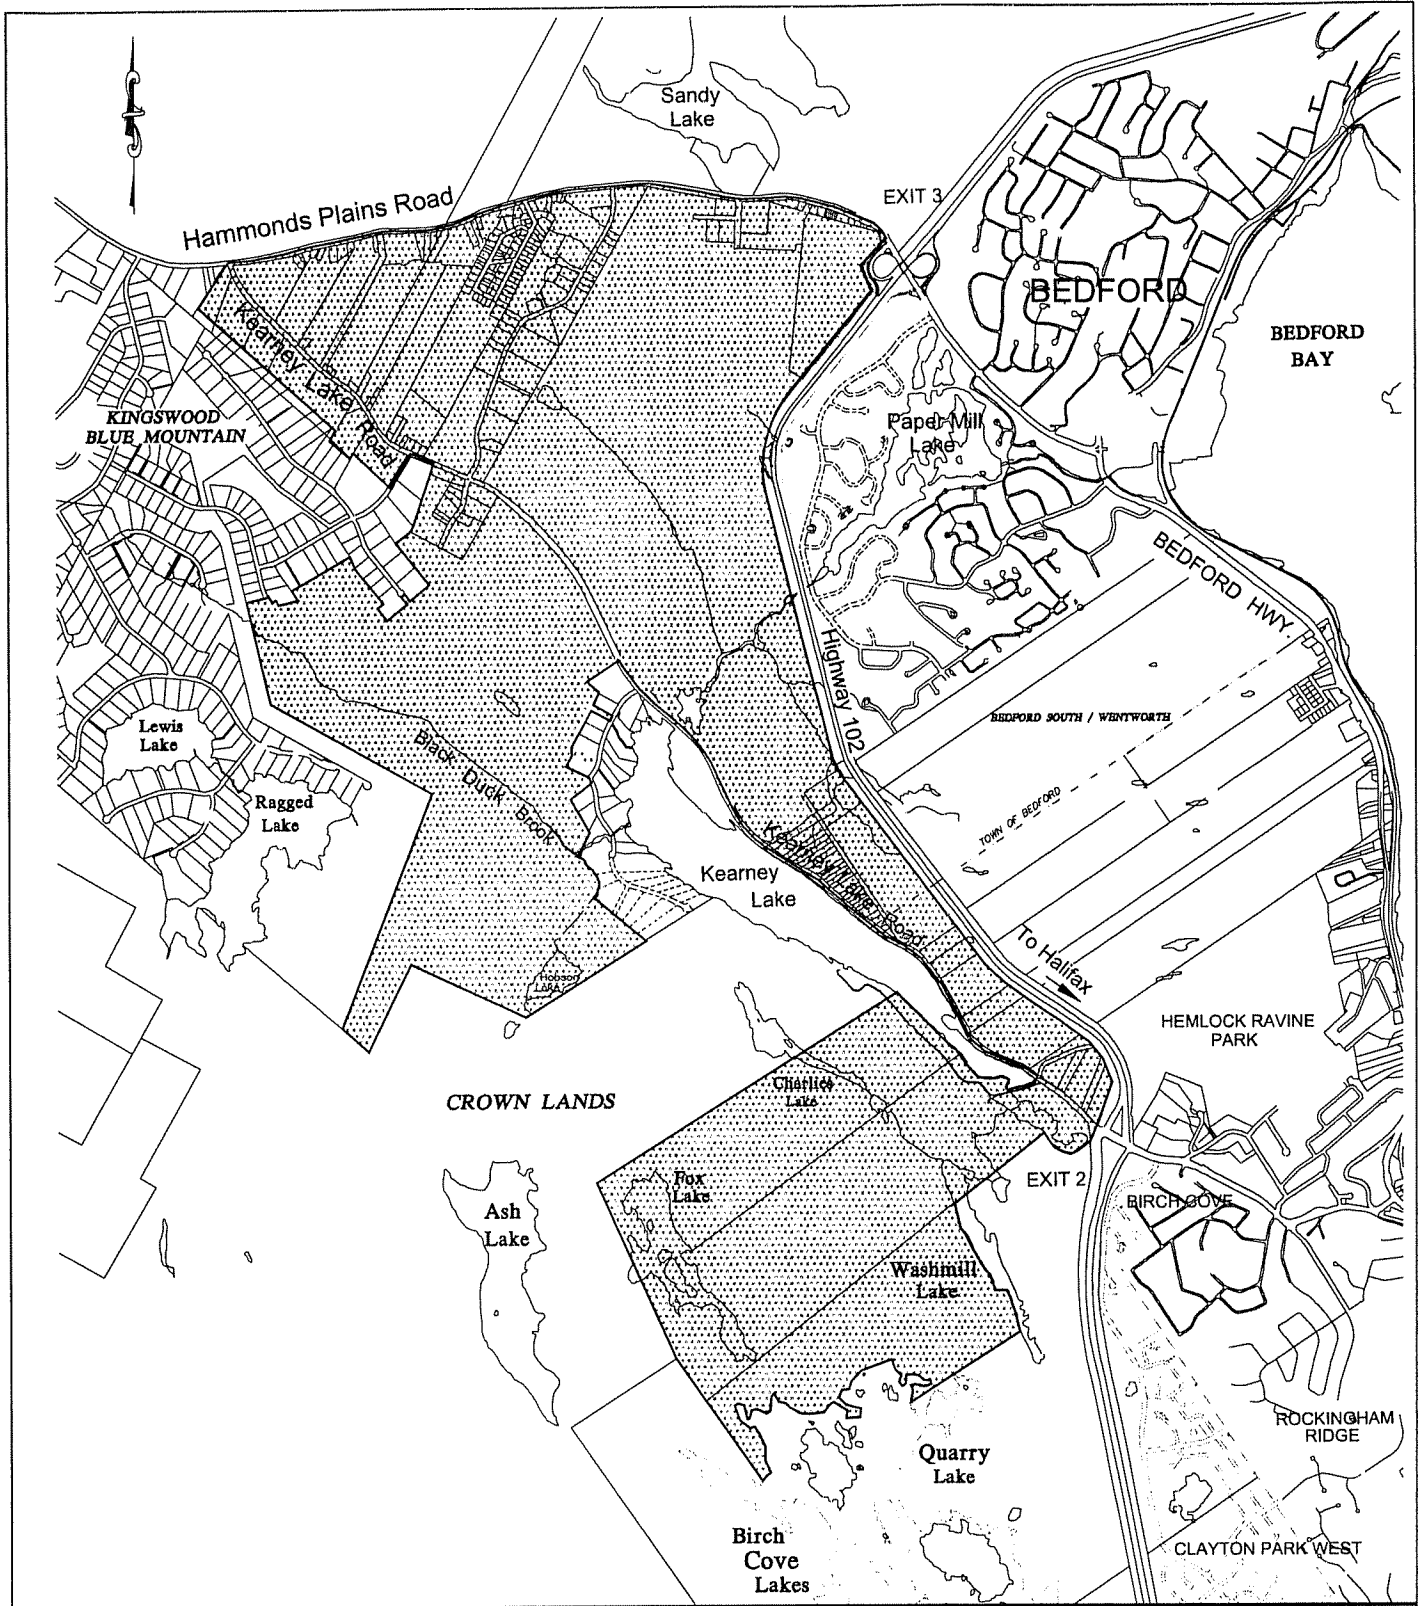 Sandy
Lake
EXIT 3
Hammonds Plains Road
BEDFORD
BEDFORD
BAY
Kearney Lake Road
KINGSWOOD
BLUE MOUNTAIN
Paper Mill
Lake
BEDFORD HWY
Highway 102
BEDFORD SOUTH / WENTWORTH
Lewis
Lake
Black Duck Brook
Ragged
Lake
TOWN OF BEDFORD
Kearney Lake Road
Kearney
Lake
To Halifax
Hobson
Lake
HEMLOCK RAVINE
PARK
CROWN LANDS
Charlies
Lake
Fox
Lake
EXIT 2
BIRCH COVE
Ash
Lake
Washmill
Lake
ROCKINGHAM
RIDGE
Quarry
Lake
Birch
Cove
Lakes
CLAYTON PARK WEST